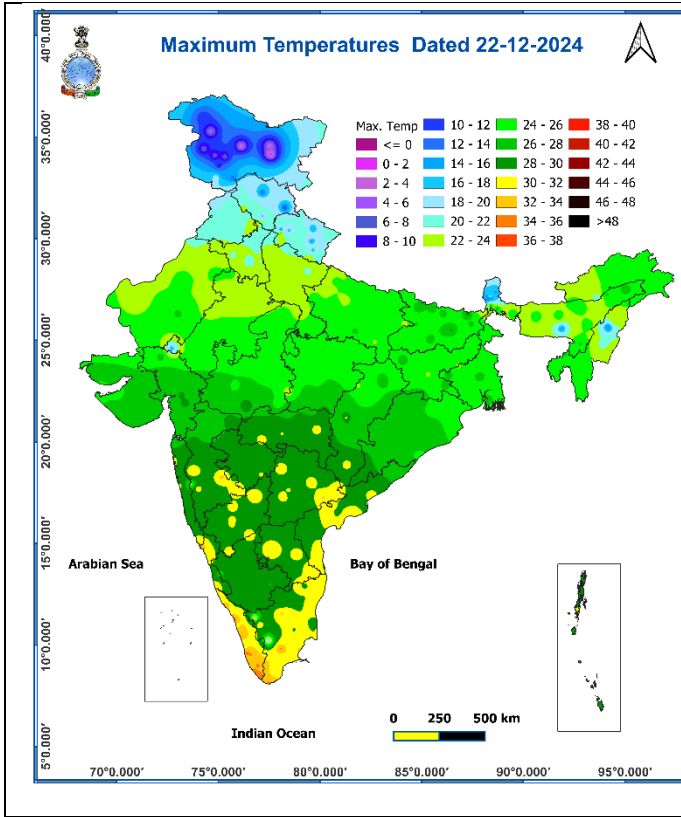 Maximum Temperatures Dated 22-12-2024
40°0.000'
35°0.000'
30°0.000'
25°0.000'
20°0.000'
15°0.000'
10°0.000'
5°0.000'
Max. Temp
<= 0
0 - 2
2 - 4
4 - 6
6 - 8
8 - 10
10 - 12
12 - 14
14 - 16
16 - 18
18 - 20
20 - 22
22 - 24
24 - 26
26 - 28
28 - 30
30 - 32
32 - 34
34 - 36
36 - 38
38 - 40
40 - 42
42 - 44
44 - 46
46 - 48
>48
Arabian Sea
Bay of Bengal
Indian Ocean
0 250 500 km
70°0.000' 75°0.000' 80°0.000' 85°0.000' 90°0.000' 95°0.000'